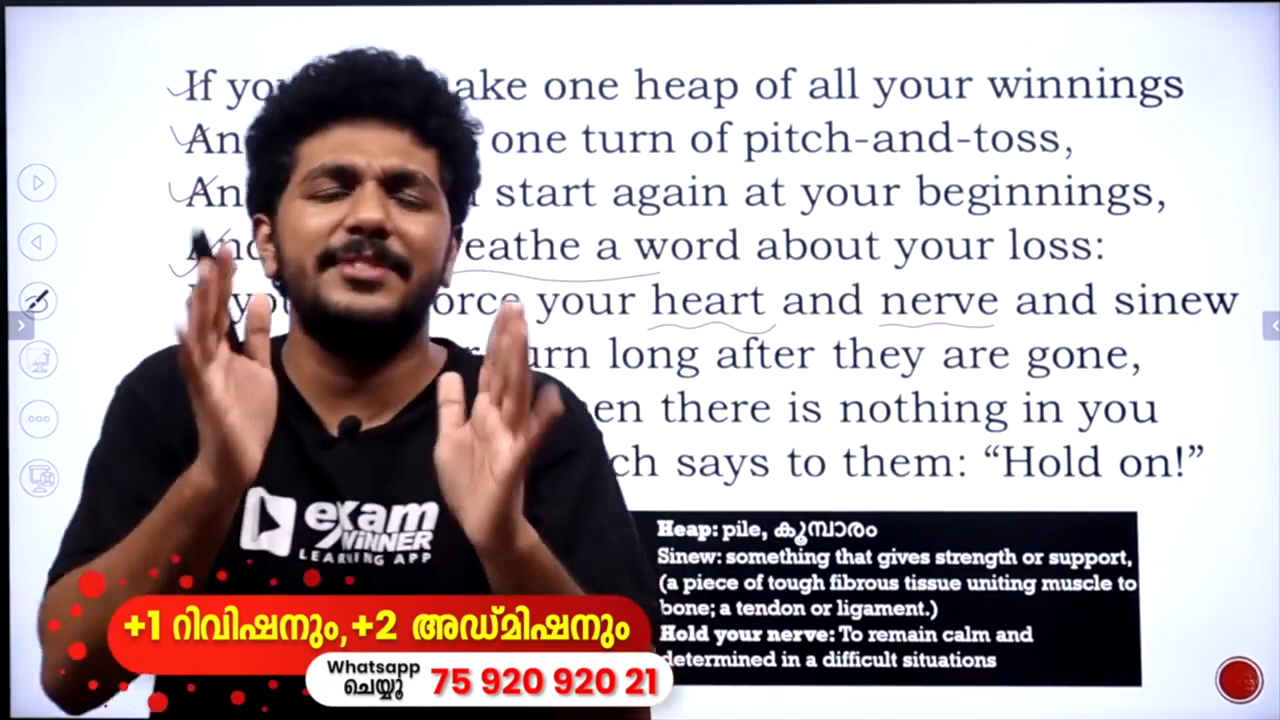 If yo ake one heap of all your winnings
An one turn of pitch-and-toss,
An start again at your beginnings,
And eathe a word about your loss:
you orce your heart and nerve and sinew
urn long after they are gone,
en there is nothing in you
ch says to them: “Hold on!”
Heap: pile, കൂമ്പാരം
Sinew: something that gives strength or support,
(a piece of tough fibrous tissue uniting muscle to
bone; a tendon or ligament.)
Hold your nerve: To remain calm and
determined in a difficult situations
exam
WINNER
LEARNING APP
+1 റിവിഷനും,+2 അഡ്മിഷനും
Whatsapp
ചെയ്യൂ
75 920 920 21